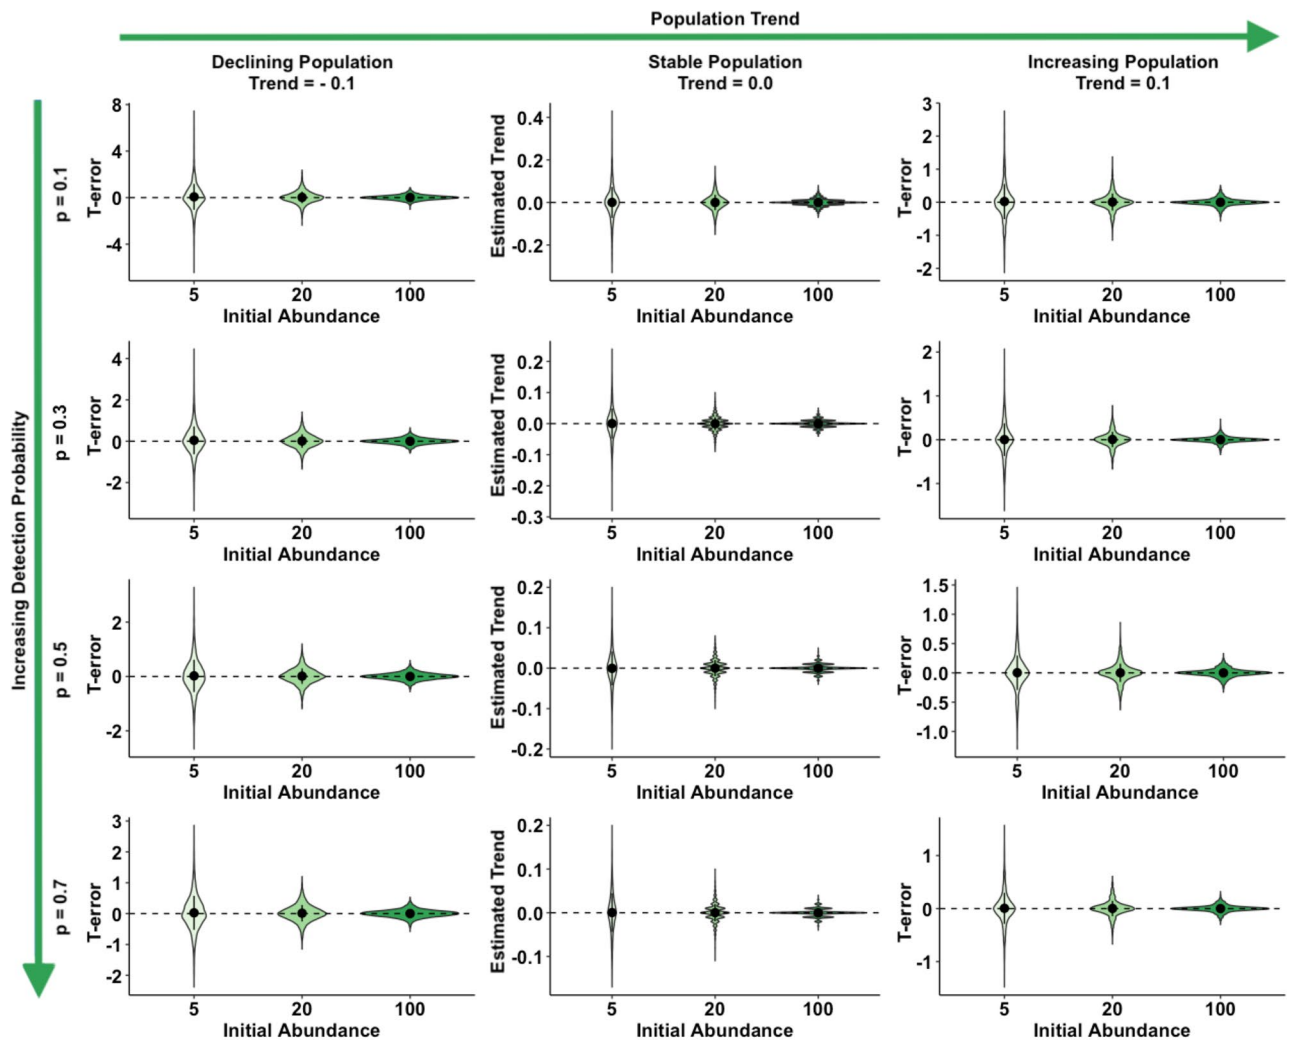 Population Trend
Declining Population
Trend = - 0.1
Stable Population
Trend = 0.0
Increasing Population
Trend = 0.1
Increasing Detection Probability
p = 0.1
T-error
8
4
0
-4
5 20 100
Initial Abundance
Estimated Trend
0.4
0.2
0.0
-0.2
5 20 100
Initial Abundance
T-error
3
2
1
0
-1
-2
5 20 100
Initial Abundance
p = 0.3
T-error
4
2
0
-2
5 20 100
Initial Abundance
Estimated Trend
0.2
0.1
0.0
-0.1
-0.2
-0.3
5 20 100
Initial Abundance
T-error
2
1
0
-1
5 20 100
Initial Abundance
p = 0.5
T-error
2
0
-2
5 20 100
Initial Abundance
Estimated Trend
0.2
0.1
0.0
-0.1
-0.2
5 20 100
Initial Abundance
T-error
1.5
1.0
0.5
0.0
-0.5
-1.0
5 20 100
Initial Abundance
p = 0.7
T-error
3
2
1
0
-1
-2
5 20 100
Initial Abundance
Estimated Trend
0.2
0.1
0.0
-0.1
5 20 100
Initial Abundance
T-error
1
0
-1
5 20 100
Initial Abundance